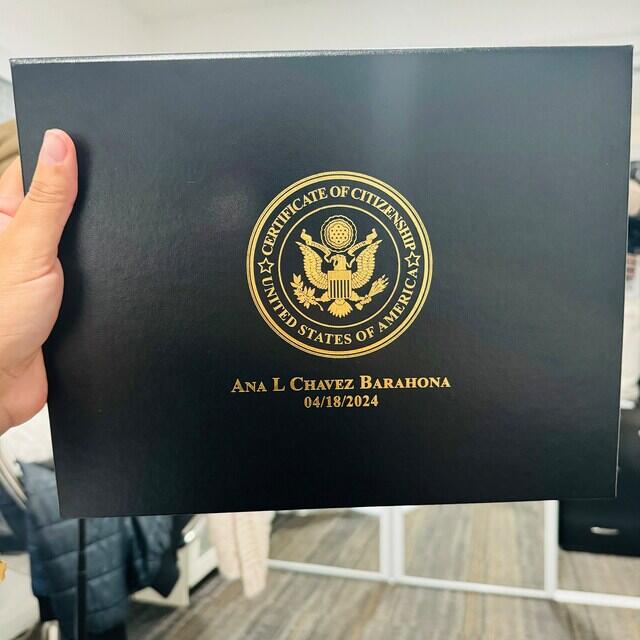 CERTIFICATE OF CITIZENSHIP
UNITED STATES OF AMERICA
ANA L CHAVEZ BARAHONA
04/18/2024